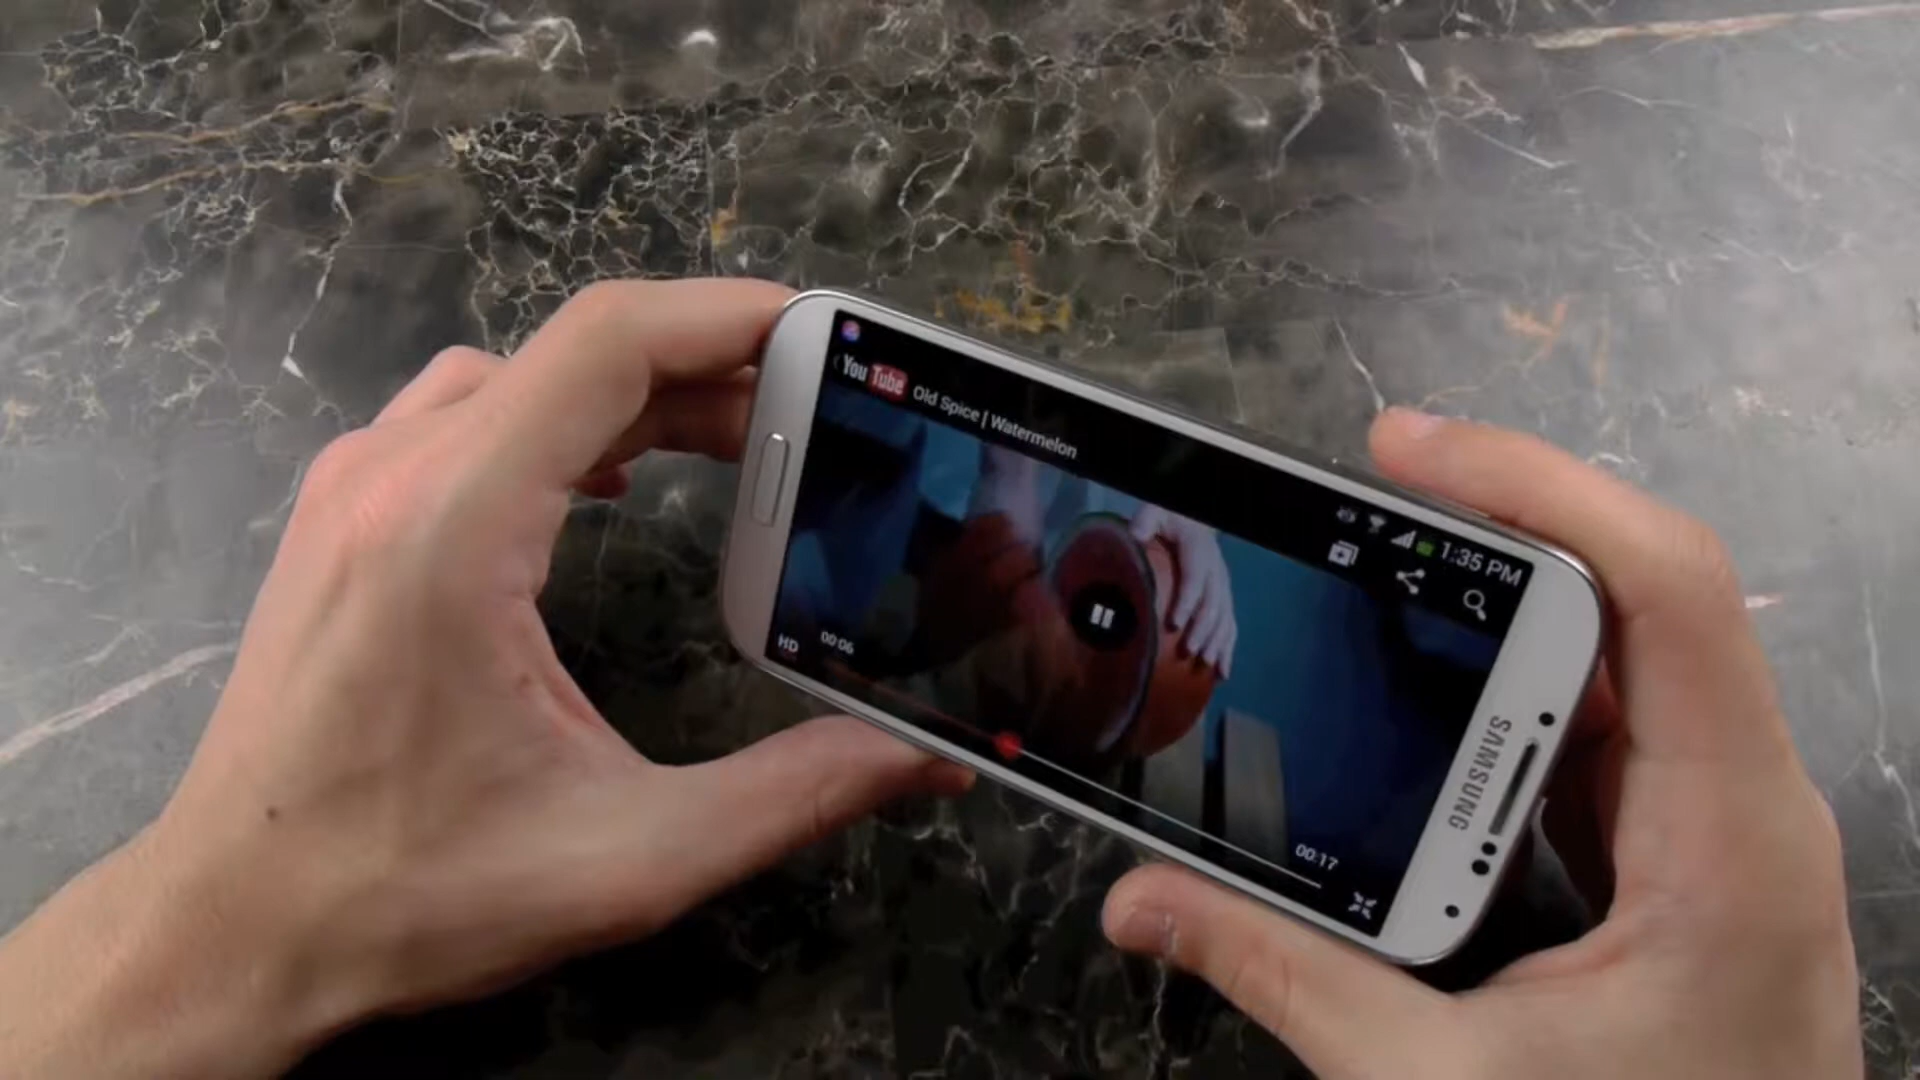 YouTube
Old Spice | Watermelon
1:35 PM
HD
00:06
00:17
SAMSUNG